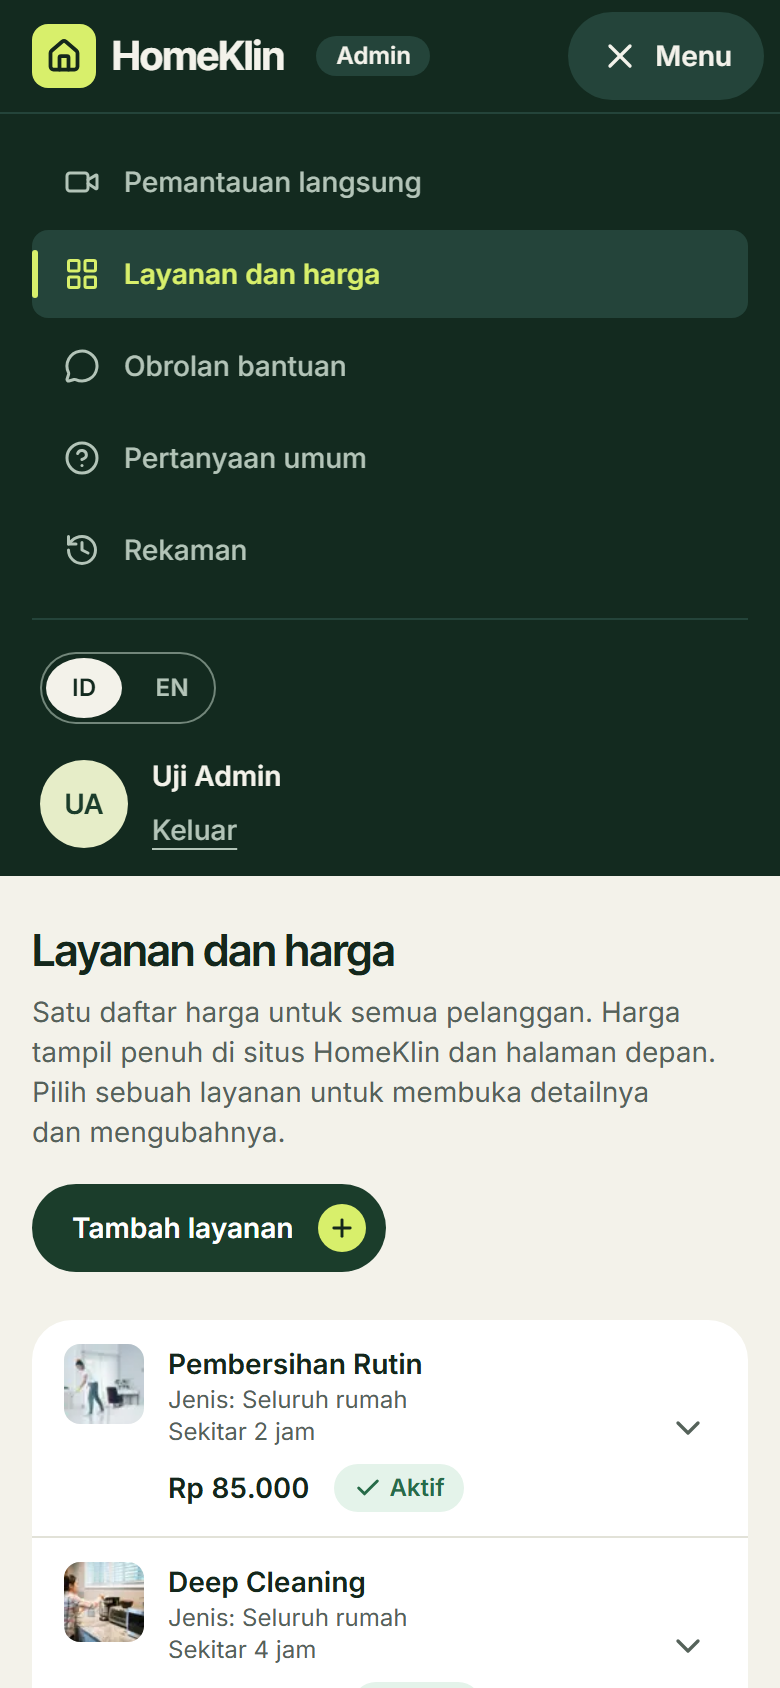 HomeKlin
Admin
Menu
Pemantauan langsung
Layanan dan harga
Obrolan bantuan
Pertanyaan umum
Rekaman
ID
EN
UA
Uji Admin
Keluar
Layanan dan harga
Satu daftar harga untuk semua pelanggan. Harga
tampil penuh di situs HomeKlin dan halaman depan.
Pilih sebuah layanan untuk membuka detailnya
dan mengubahnya.
Tambah layanan
Pembersihan Rutin
Jenis: Seluruh rumah
Sekitar 2 jam
Rp 85.000
Aktif
Deep Cleaning
Jenis: Seluruh rumah
Sekitar 4 jam